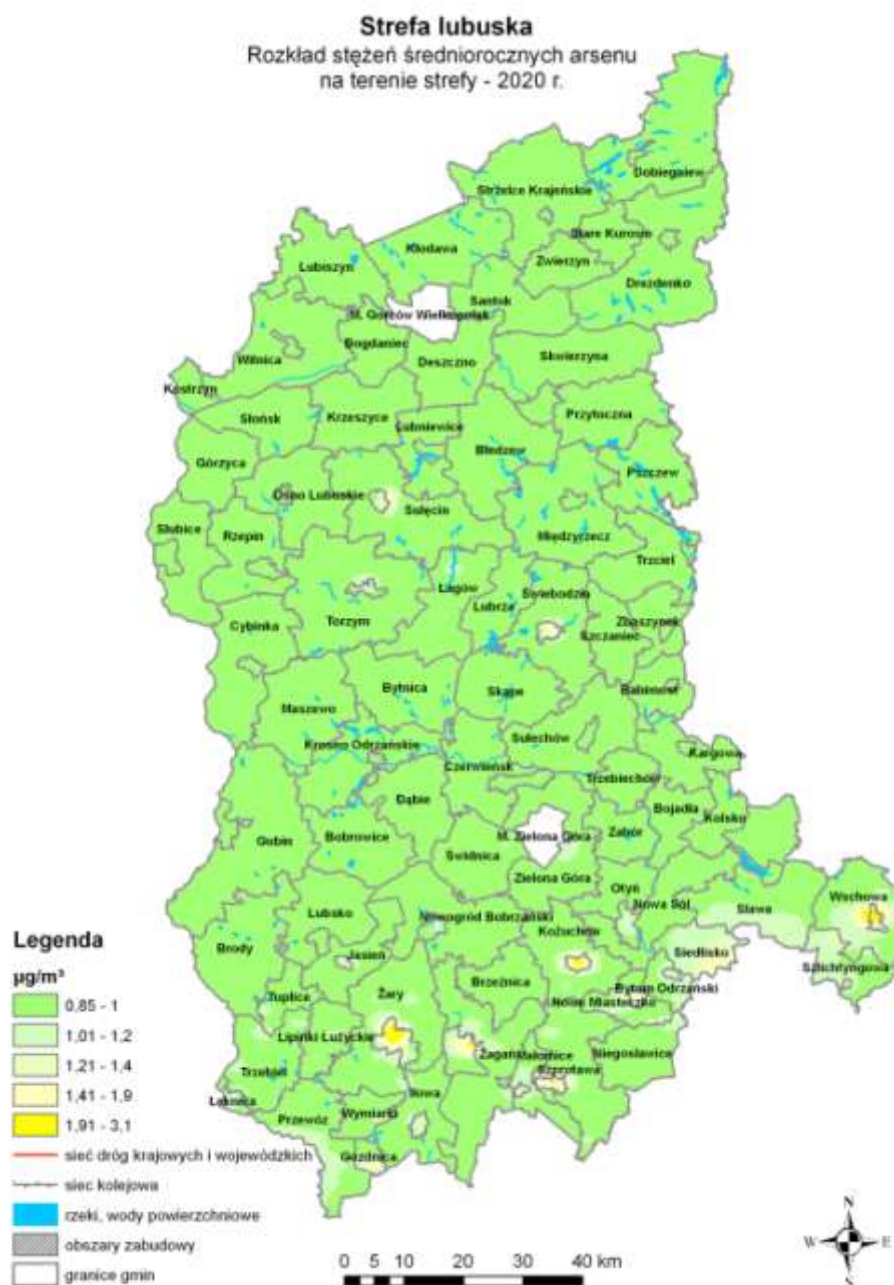 Strefa lubuska
Rozkład stężeń średniorocznych arsenu
na terenie strefy - 2020 r.
Dobiegniew
Strzelce Krajeńskie
Stare Kurowo
Kłodawa
Zwierzyn
Lubiszyn
Drezdenko
Santok
M. Gorzów Wielkopolsk
Bogdaniec
Witnica
Deszczno
Skwierzyna
Kostrzyn
Słońsk
Krzeszyce
Przytoczna
Lubniewice
Bledzew
Górzyca
Pszczew
Ośno Lubuskie
Sulęcin
Słubice
Rzepin
Międzyrzecz
Trzciel
Łagów
Świebodzin
Lubrza
Torzym
Cybinka
Zbąszynek
Szczaniec
Bytnica
Skąpe
Babimost
Maszewo
Sulechów
Krosno Odrzańskie
Kargowa
Czerwieńsk
Trzebiechów
Dąbie
Bojadła
Kolsko
Gubin
Bobrowice
M. Zielona Góra
Zabór
Świdnica
Zielona Góra
Otyń
Wschowa
Nowa Sól
Sława
Lubsko
Nowogród Bobrzański
Kożuchów
Legenda
Brody
Jasień
Siedlisko
Szlichtyngowa
µg/m³
Brzeźnica
Bytom Odrzański
Żary
Tuplice
Nowe Miasteczko
0,85 - 1
1,01 - 1,2
Lipinki Łużyckie
Żagań
Małomice
Niegosławice
1,21 - 1,4
Trzebiel
Szprotawa
1,41 - 1,9
Iłowa
Łęknica
Wymiarki
1,91 - 3,1
Przewóz
sieć dróg krajowych i wojewódzkich
Gozdnica
siec kolejowa
rzeki, wody powierzchniowe
obszary zabudowy
granice gmin
0 5 10 20 30 40 km
N
W
E
S